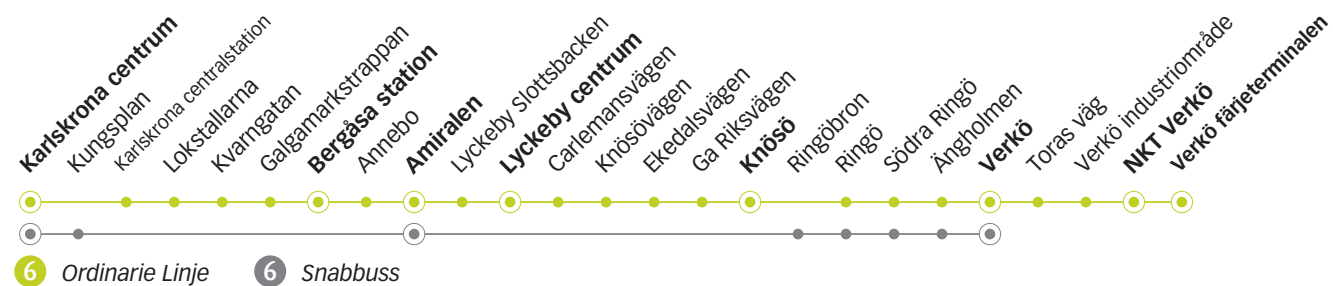 Karlskrona centrum
Kungsplan
Karlskrona centralstation
Lokstallarna
Kvarngatan
Galgamarkstrappan
Bergåsa station
Annebo
Amiralen
Lyckeby Slottsbacken
Lyckeby centrum
Carlemansvägen
Knösövägen
Ekedalsvägen
Ga Riksvägen
Knösö
Ringöbron
Ringö
Södra Ringö
Ängholmen
Verkö
Toras väg
Verkö industriområde
NKT Verkö
Verkö färjeterminalen
6 Ordinarie Linje 6 Snabbuss